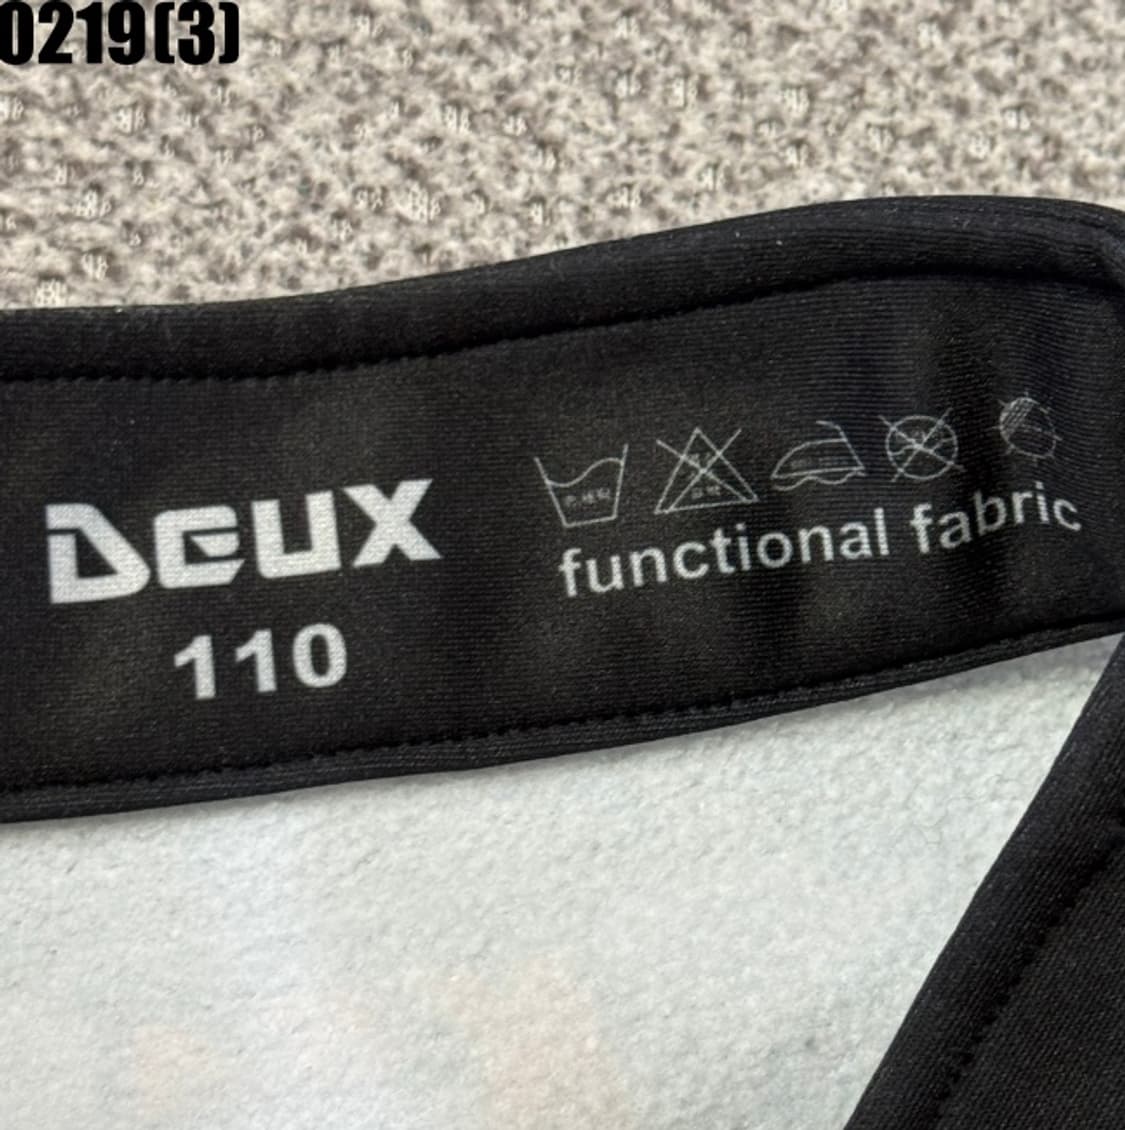 0219(3)
DEUX
110
functional fabric